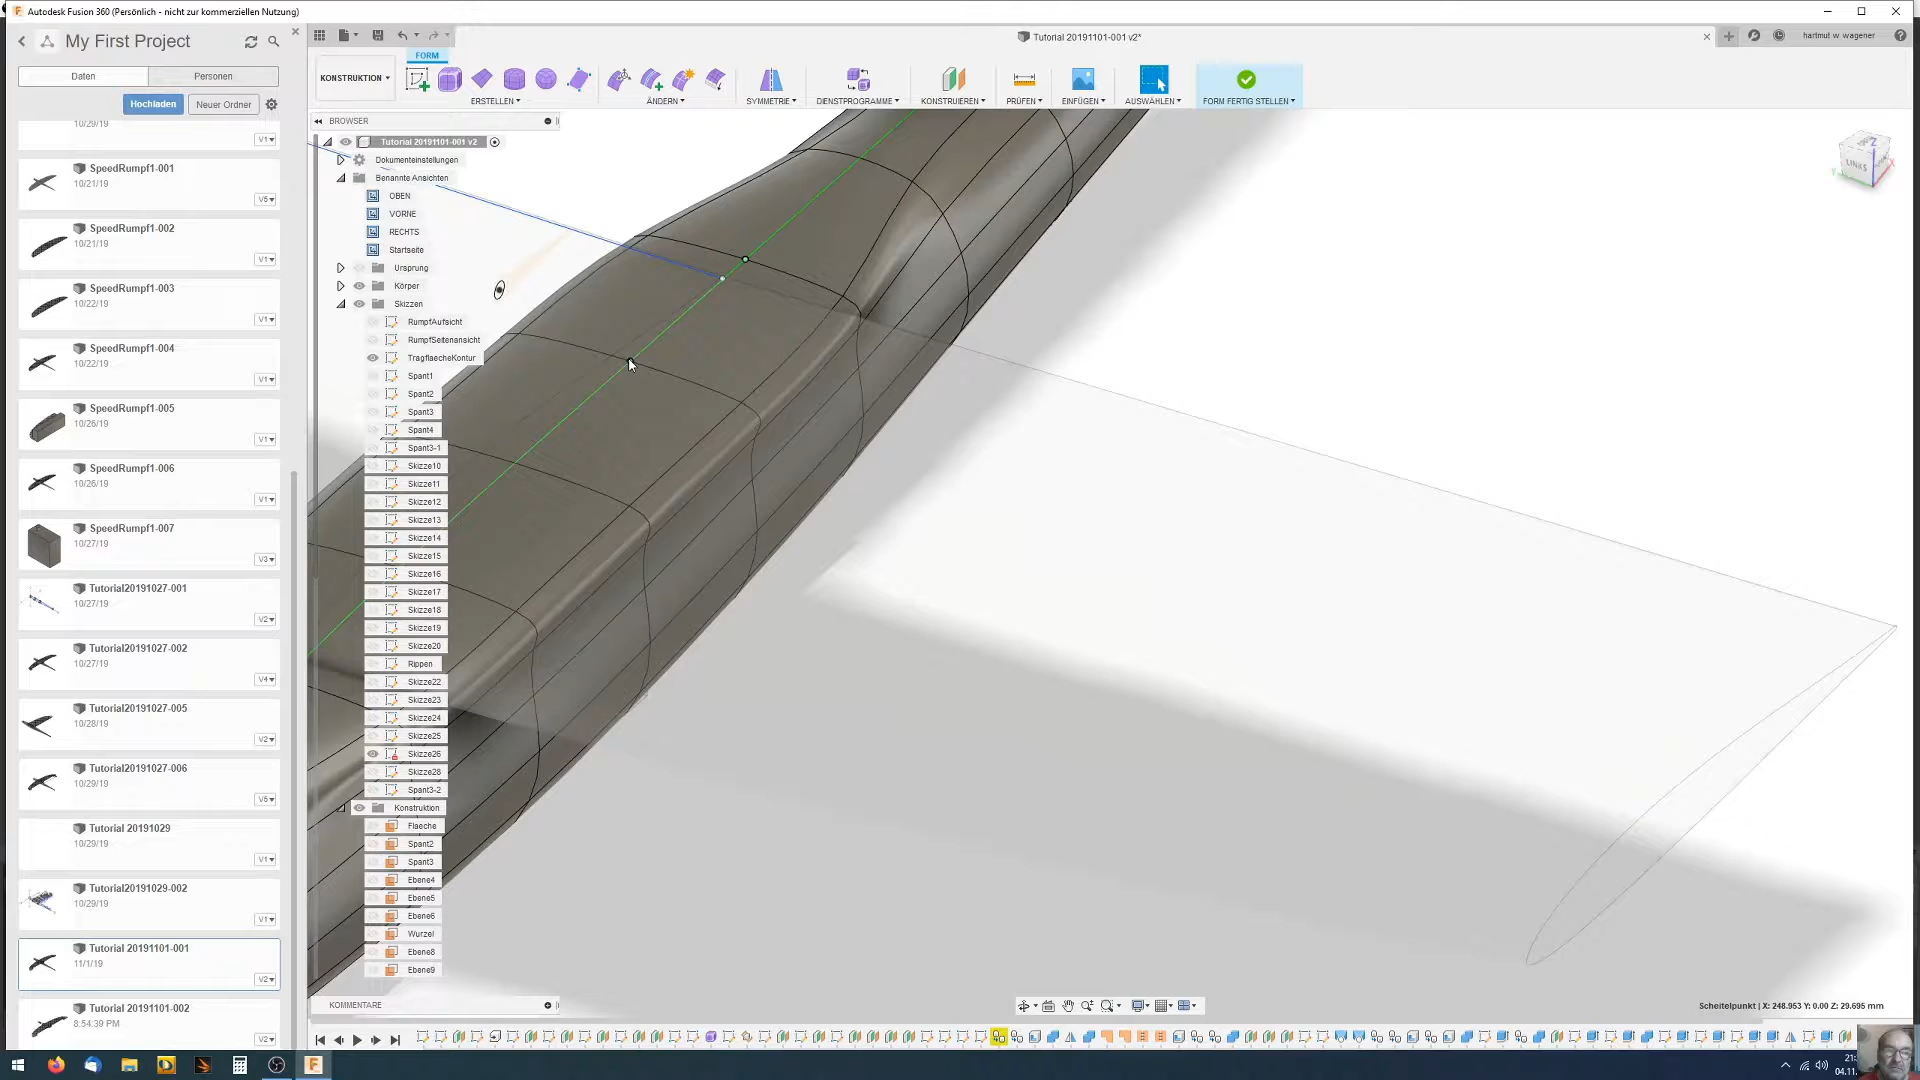 Autodesk Fusion 360 (Persönlich - nicht zur kommerziellen Nutzung)
My First Project
Tutorial 20191101-001 v2*
hartmut w. wagener
Daten
Personen
Hochladen
Neuer Ordner
10/29/19
V1
SpeedRumpf1-001
10/21/19
V5
SpeedRumpf1-002
10/21/19
V1
SpeedRumpf1-003
10/22/19
V1
SpeedRumpf1-004
10/22/19
V1
SpeedRumpf1-005
10/26/19
V1
SpeedRumpf1-006
10/26/19
V1
SpeedRumpf1-007
10/27/19
V3
Tutorial20191027-001
10/27/19
V2
Tutorial20191027-002
10/27/19
V4
Tutorial20191027-005
10/28/19
V2
Tutorial20191027-006
10/29/19
V5
Tutorial 20191029
10/29/19
V1
Tutorial20191029-002
10/29/19
V1
Tutorial 20191101-001
11/1/19
V2
Tutorial 20191101-002
8:54:39 PM
V2
FORM
KONSTRUKTION
ERSTELLEN
ÄNDERN
SYMMETRIE
DIENSTPROGRAMME
KONSTRUIEREN
PRÜFEN
EINFÜGEN
AUSWÄHLEN
FORM FERTIG STELLEN
BROWSER
Tutorial 20191101-001 v2
Dokumenteinstellungen
Benannte Ansichten
OBEN
VORNE
RECHTS
Startseite
Ursprung
Körper
Skizzen
RumpfAufsicht
RumpfSeitenansicht
TragflaecheKontur
Spant1
Spant2
Spant3
Spant4
Spant3-1
Skizze10
Skizze11
Skizze12
Skizze13
Skizze14
Skizze15
Skizze16
Skizze17
Skizze18
Skizze19
Skizze20
Rippen
Skizze22
Skizze23
Skizze24
Skizze25
Skizze26
Skizze28
Spant3-2
Konstruktion
Flaeche
Spant2
Spant3
Ebene4
Ebene5
Ebene6
Wurzel
Ebene8
Ebene9
KOMMENTARE
LINKS
Z
X
Y
Scheitelpunkt | X: 248.953 Y: 0.00 Z: 29.695 mm
21:
04.11.